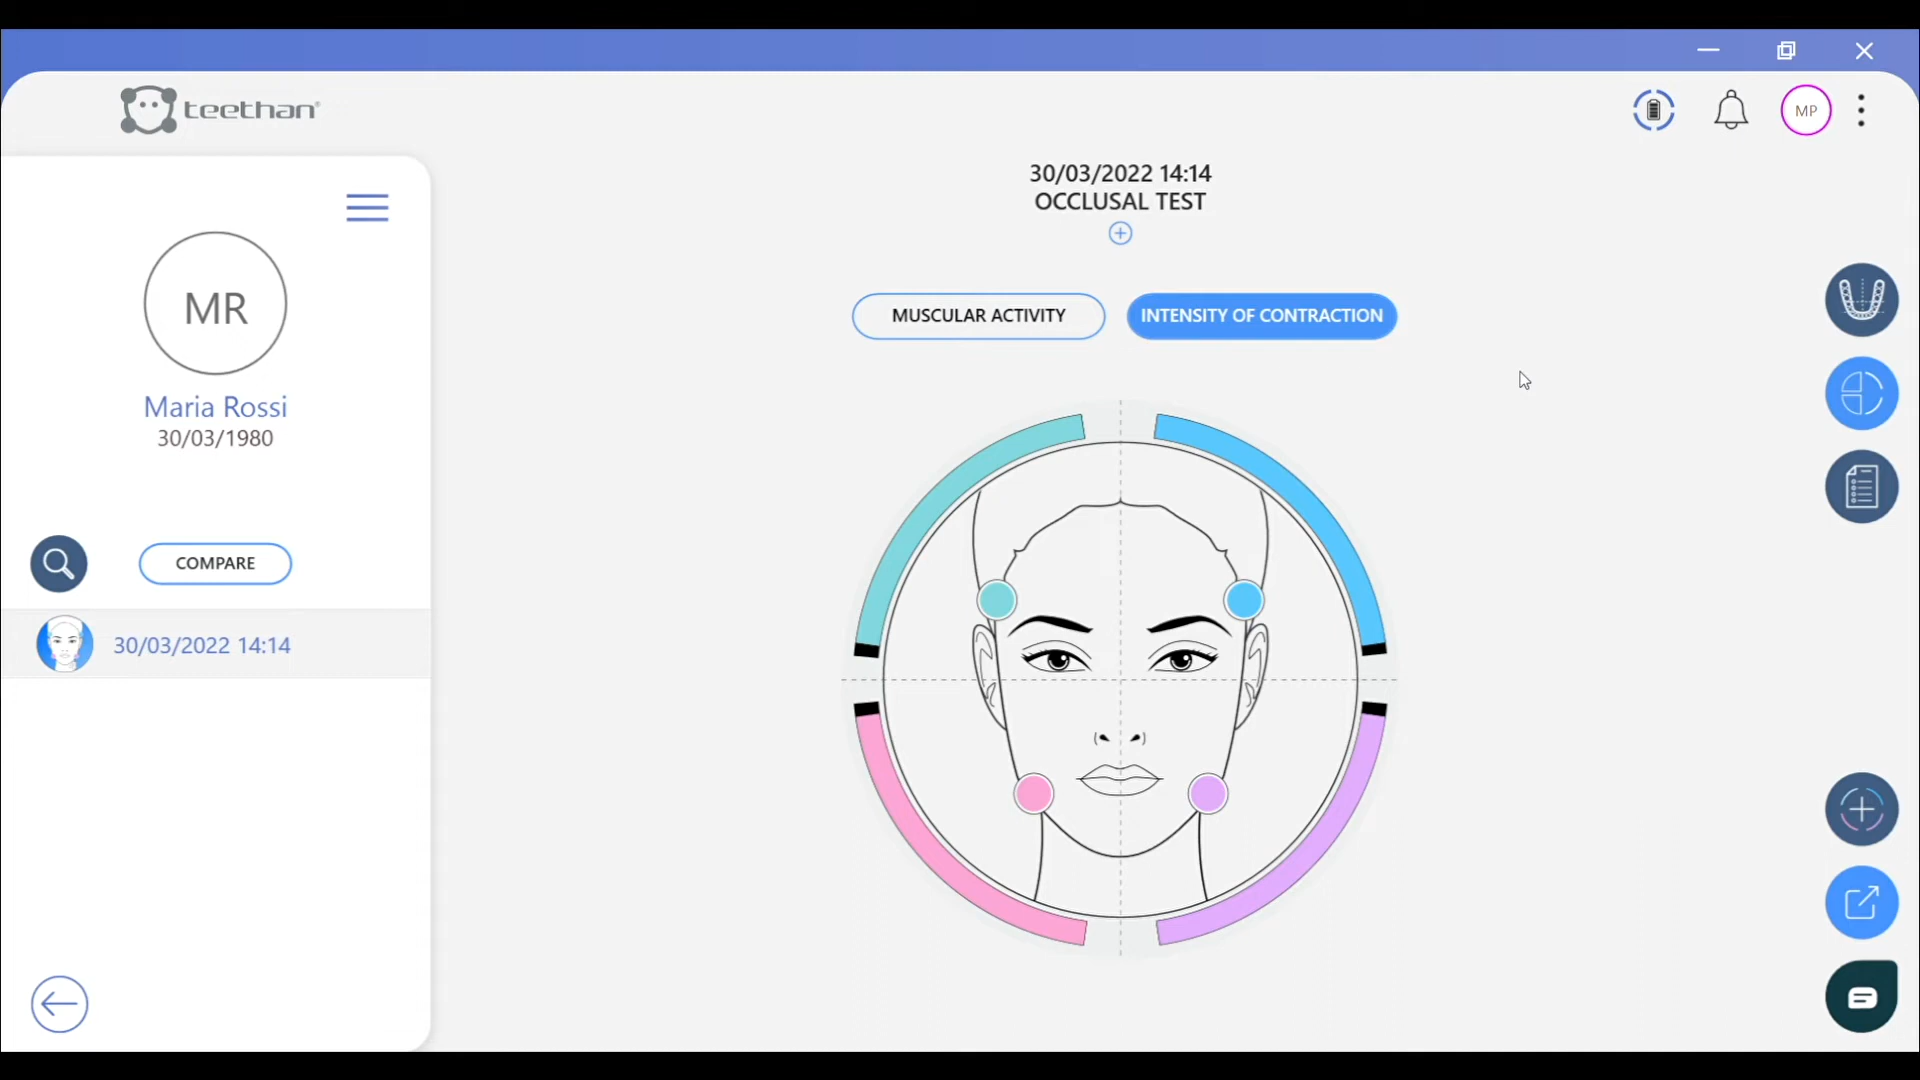 teethan®
MP
30/03/2022 14:14
OCCLUSAL TEST
MR
MUSCULAR ACTIVITY
INTENSITY OF CONTRACTION
Maria Rossi
30/03/1980
COMPARE
30/03/2022 14:14